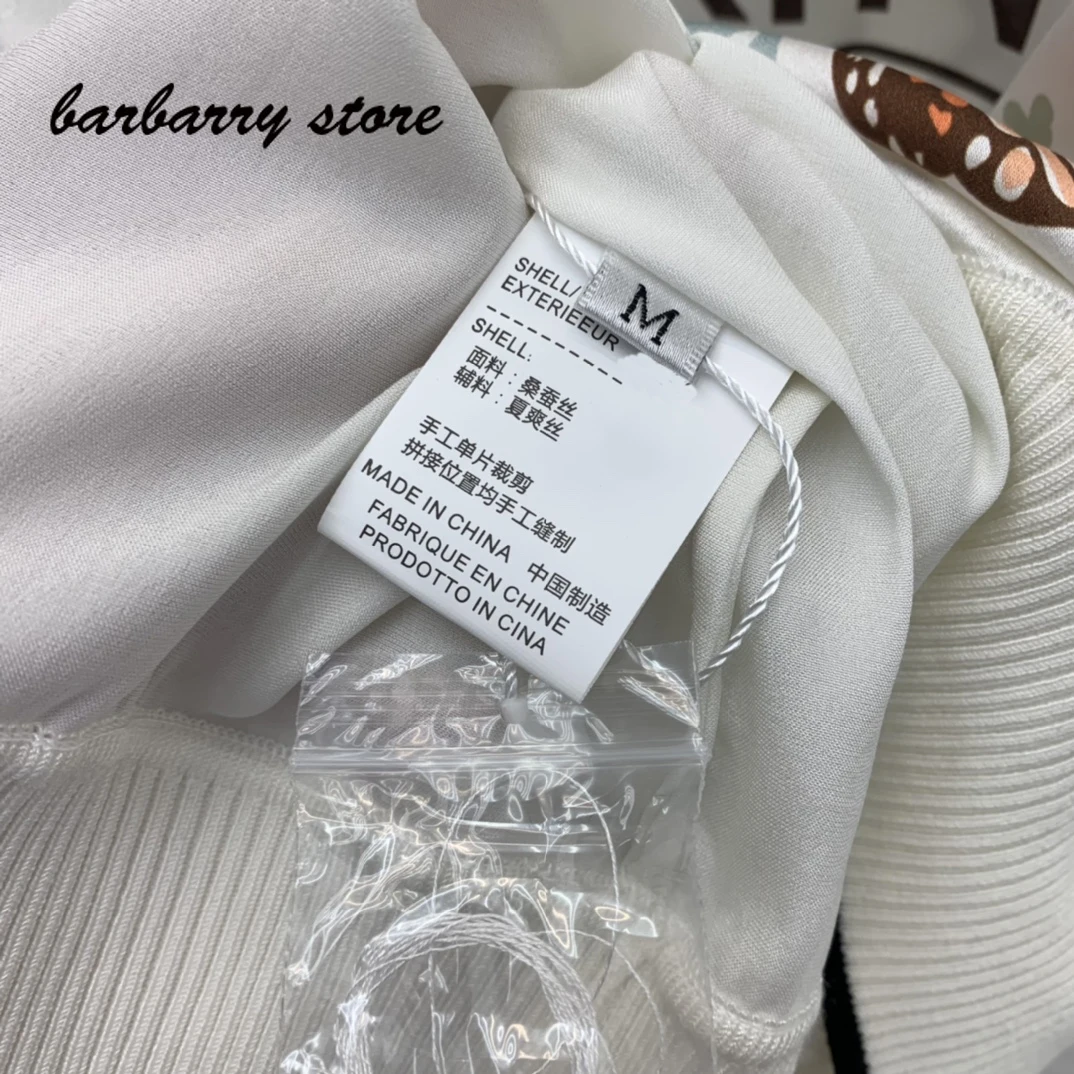 barbarry store
SHELL/
EXTERIEEUR
M
SHELL:
面料：桑蚕丝
辅料：夏爽丝
手工单片裁剪
拼接位置均手工缝制
MADE IN CHINA 中国制造
FABRIQUE EN CHINE
PRODOTTO IN CINA